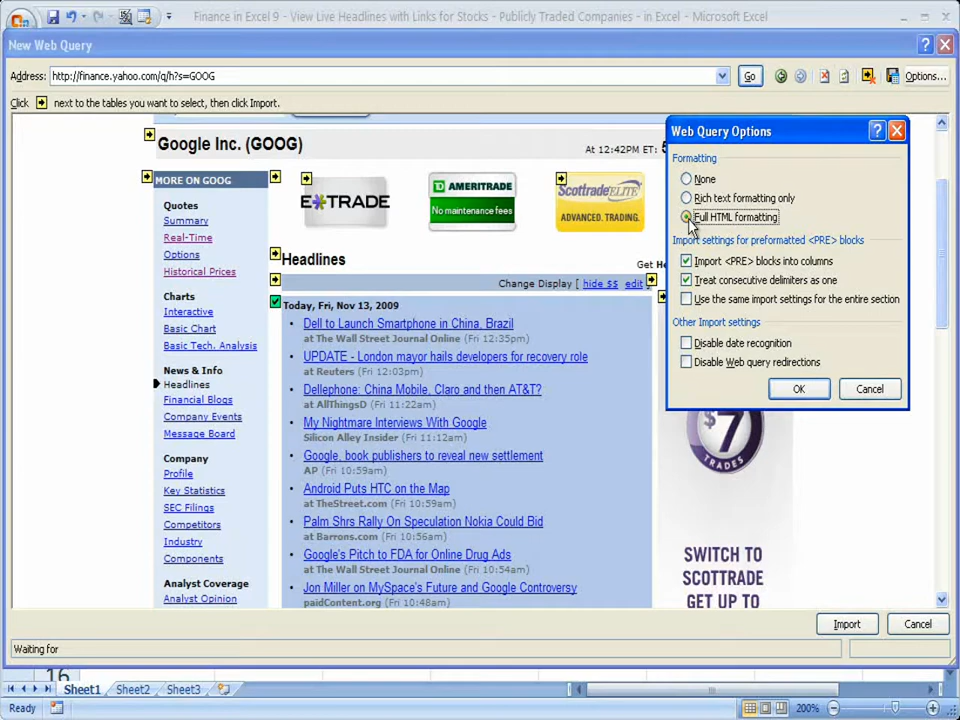 Finance in Excel 9 - View Live Headlines with Links for Stocks - Publicly Traded Companies - in Excel - Microsoft Excel
New Web Query
Address: http://finance.yahoo.com/q/h?s=GOOG
Go
Options...
Click next to the tables you want to select, then click Import.
Google Inc. (GOOG)
At 12:42PM ET:
MORE ON GOOG
Quotes
Summary
Real-Time
Options
Historical Prices
Charts
Interactive
Basic Chart
Basic Tech. Analysis
News & Info
Headlines
Financial Blogs
Company Events
Message Board
Company
Profile
Key Statistics
SEC Filings
Competitors
Industry
Components
Analyst Coverage
Analyst Opinion
E*TRADE
AMERITRADE
No maintenance fees
Scottrade ELITE
ADVANCED. TRADING.
Headlines
Get
Change Display [ hide $$ edit ]
Today, Fri, Nov 13, 2009
• Dell to Launch Smartphone in China, Brazil
at The Wall Street Journal Online (Fri 12:35pm)
• UPDATE - London mayor hails developers for recovery role
at Reuters (Fri 12:03pm)
• Dellephone: China Mobile, Claro and then AT&T?
at AllThingsD (Fri 11:22am)
• My Nightmare Interviews With Google
Silicon Alley Insider (Fri 11:12am)
• Google, book publishers to reveal new settlement
AP (Fri 10:59am)
• Android Puts HTC on the Map
at TheStreet.com (Fri 10:59am)
• Palm Shrs Rally On Speculation Nokia Could Bid
at Barrons.com (Fri 10:56am)
• Google's Pitch to FDA for Online Drug Ads
at The Wall Street Journal Online (Fri 10:54am)
• Jon Miller on MySpace's Future and Google Controversy
paidContent.org (Fri 10:48am)
Web Query Options
Formatting
None
Rich text formatting only
Full HTML formatting
Import settings for preformatted <PRE> blocks
Import <PRE> blocks into columns
Treat consecutive delimiters as one
Use the same import settings for the entire section
Other Import settings
Disable date recognition
Disable Web query redirections
OK
Cancel
$7
TRADES
SWITCH TO
SCOTTRADE
GET UP TO
Import
Cancel
Waiting for
16
Sheet1
Sheet2
Sheet3
Ready
200%